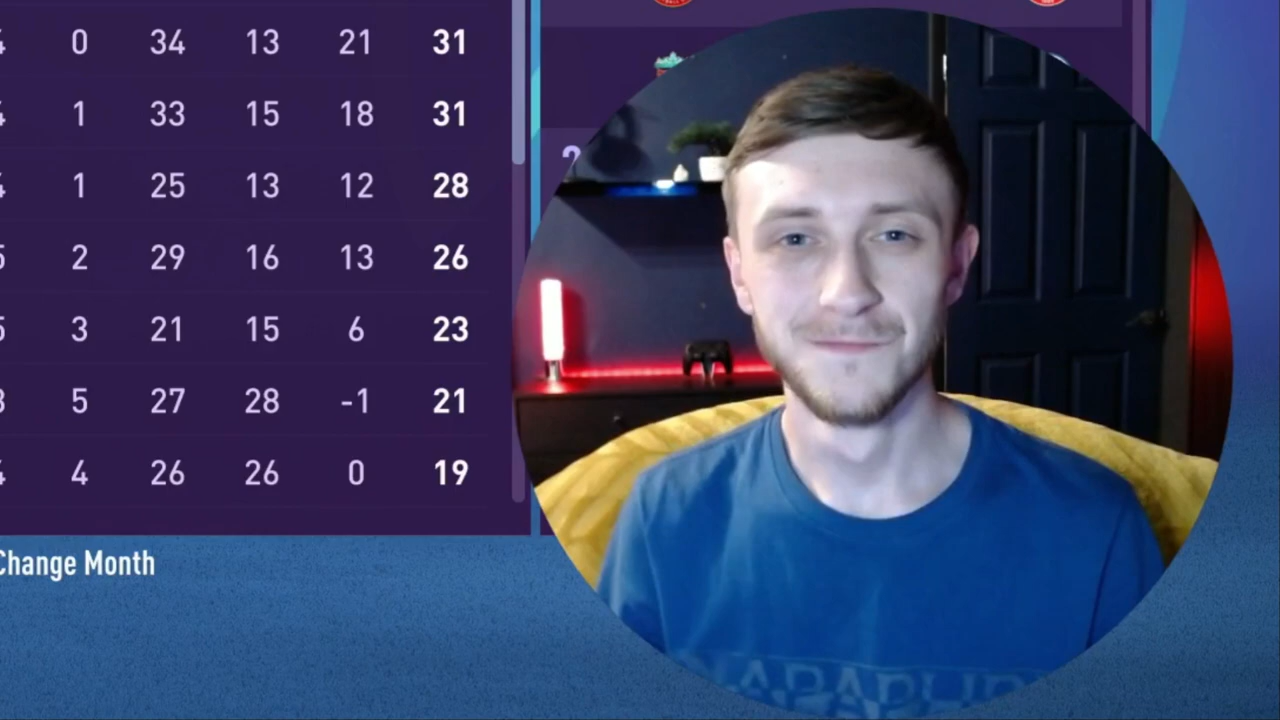 0 34 13 21 31
1 33 15 18 31
1 25 13 12 28
2 29 16 13 26
3 21 15 6 23
5 27 28 -1 21
4 26 26 0 19
Change Month